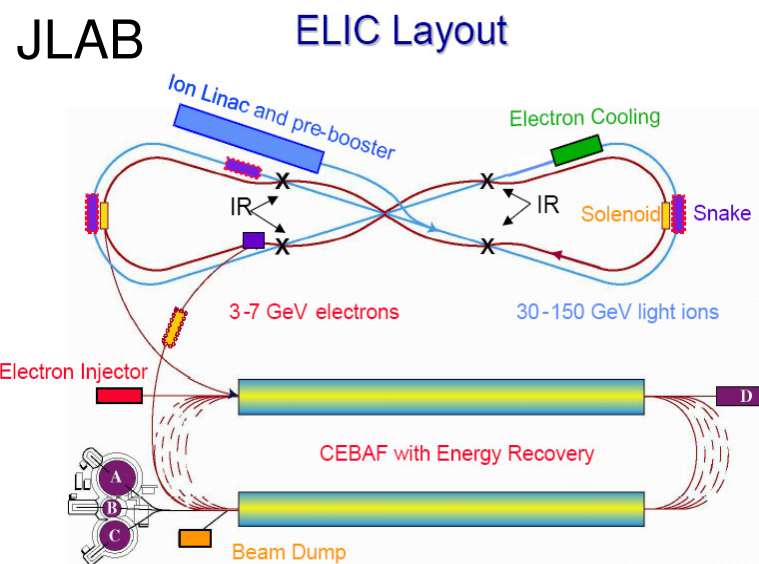 JLAB
ELIC Layout
Ion Linac and pre-booster
Electron Cooling
X
X
IR
IR
Solenoid
Snake
X
X
3-7 GeV electrons
30-150 GeV light ions
Electron Injector
D
CEBAF with Energy Recovery
A
B
C
Beam Dump